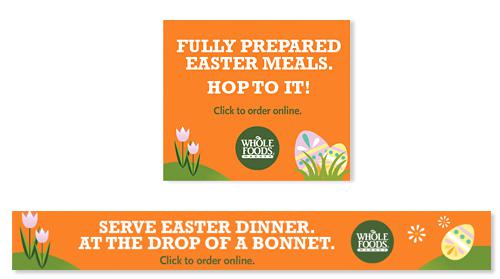 FULLY PREPARED
EASTER MEALS.
HOP TO IT!
Click to order online.
WHOLE
FOODS
MARKET
SERVE EASTER DINNER.
AT THE DROP OF A BONNET.
Click to order online.
WHOLE
FOODS
MARKET